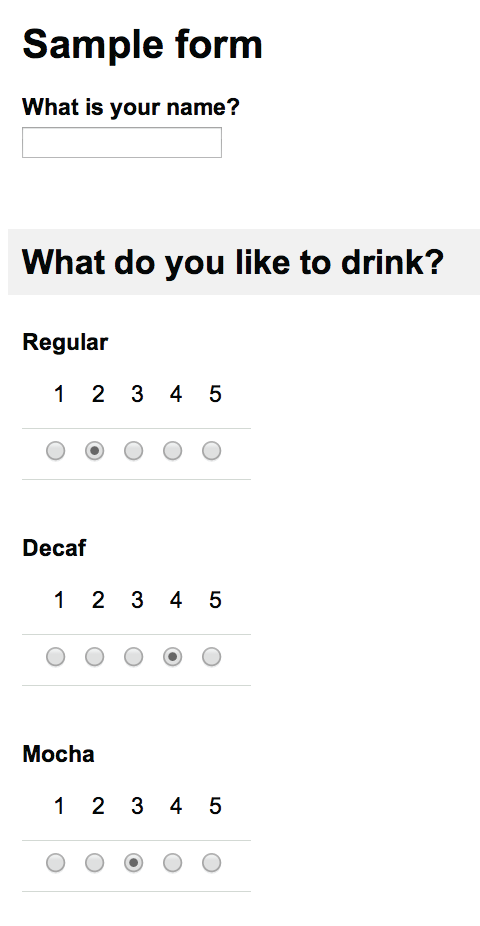 Sample form
What is your name?
What do you like to drink?
Regular
1 2 3 4 5
Decaf
1 2 3 4 5
Mocha
1 2 3 4 5